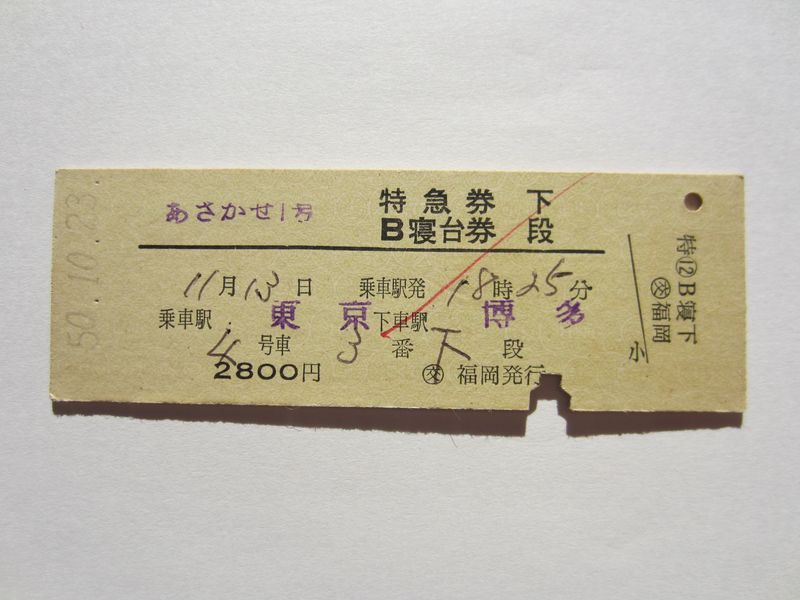 50.10.23
あさかせ1号
特急券 下
B寝台券 段
11月13日 乗車駅発 18時25分
乗車駅 東京 下車駅 博多
4号車 3番下段
2800円 ㊋福岡発行
特⑫B寝下
福岡
小